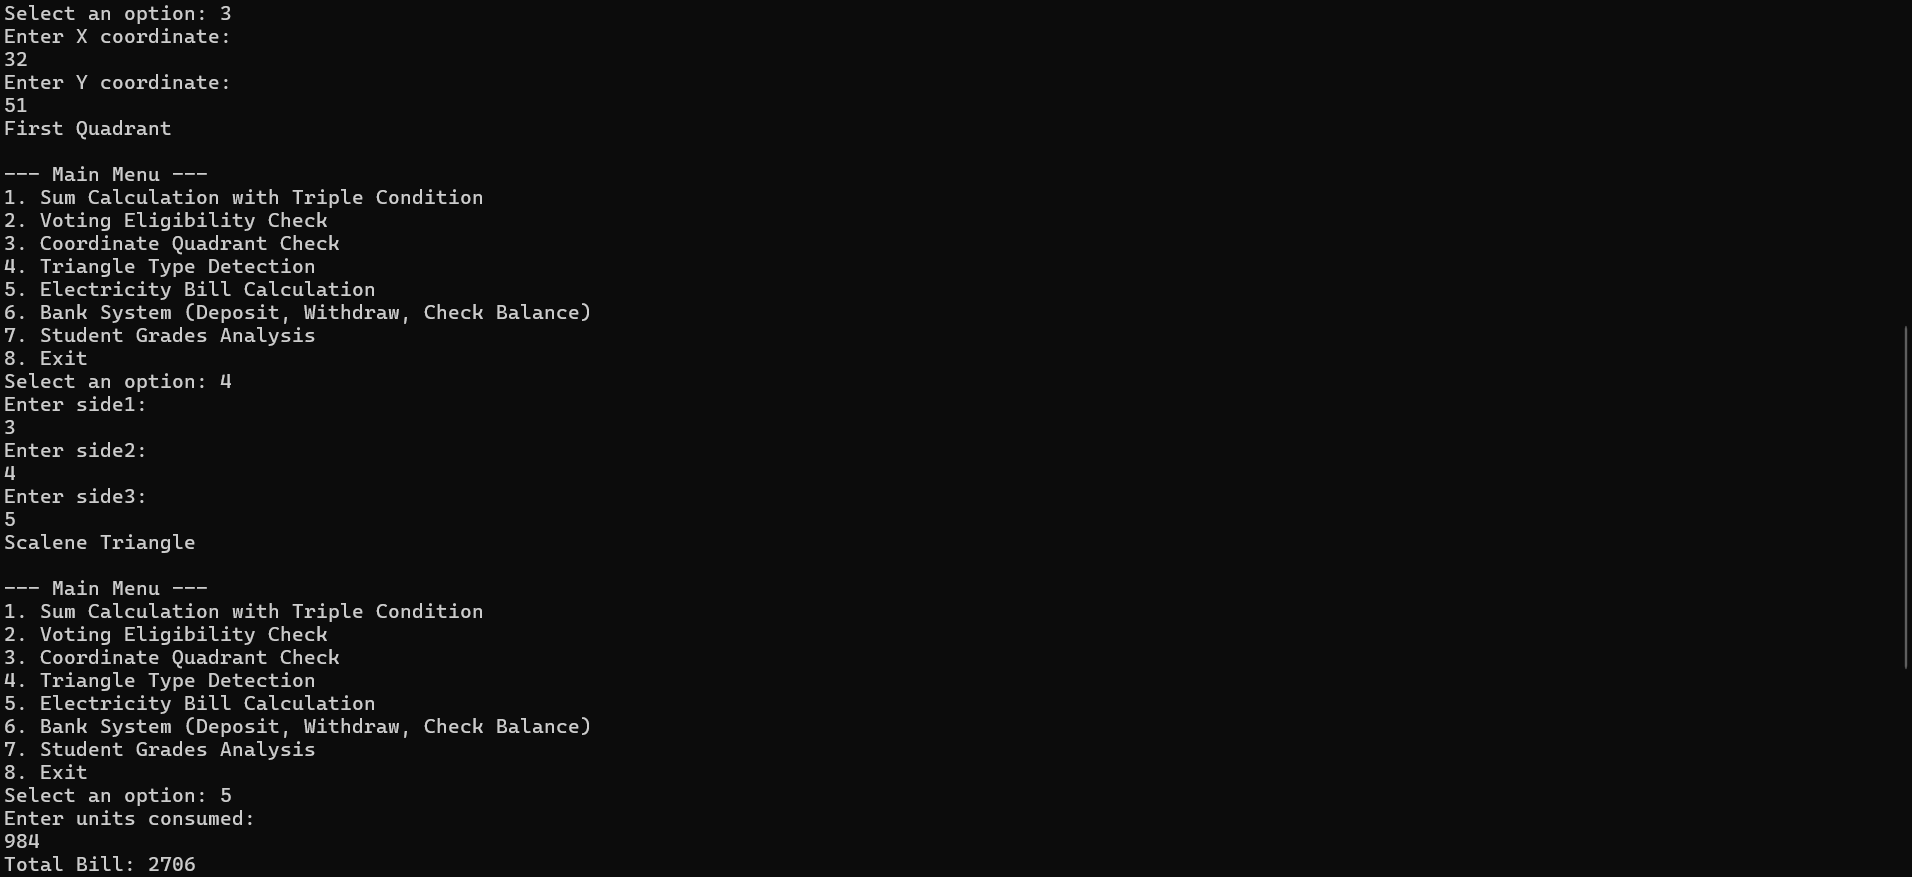 Select an option: 3
Enter X coordinate:
32
Enter Y coordinate:
51
First Quadrant

--- Main Menu ---
1. Sum Calculation with Triple Condition
2. Voting Eligibility Check
3. Coordinate Quadrant Check
4. Triangle Type Detection
5. Electricity Bill Calculation
6. Bank System (Deposit, Withdraw, Check Balance)
7. Student Grades Analysis
8. Exit
Select an option: 4
Enter side1:
3
Enter side2:
4
Enter side3:
5
Scalene Triangle

--- Main Menu ---
1. Sum Calculation with Triple Condition
2. Voting Eligibility Check
3. Coordinate Quadrant Check
4. Triangle Type Detection
5. Electricity Bill Calculation
6. Bank System (Deposit, Withdraw, Check Balance)
7. Student Grades Analysis
8. Exit
Select an option: 5
Enter units consumed:
984
Total Bill: 2706